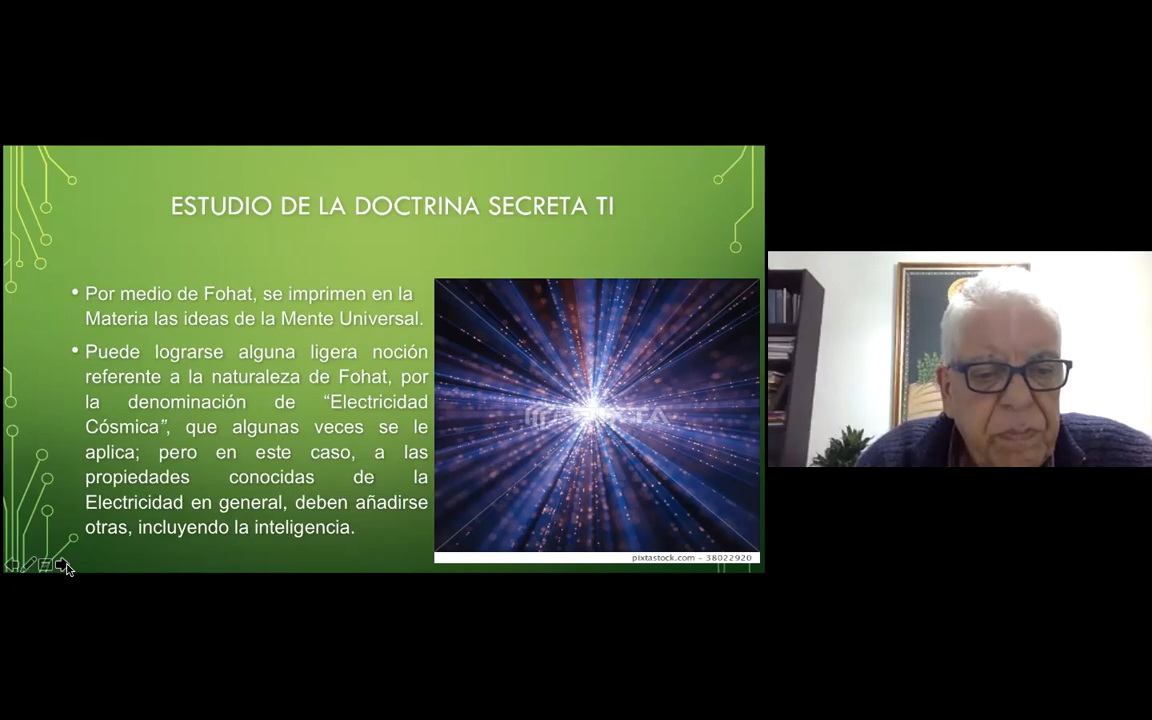 ESTUDIO DE LA DOCTRINA SECRETA TI
• Por medio de Fohat, se imprimen en la
Materia las ideas de la Mente Universal.
• Puede lograrse alguna ligera noción
referente a la naturaleza de Fohat, por
la denominación de “Electricidad
Cósmica”, que algunas veces se le
aplica; pero en este caso, a las
propiedades conocidas de la
Electricidad en general, deben añadirse
otras, incluyendo la inteligencia.
pixtastock.com - 38022920